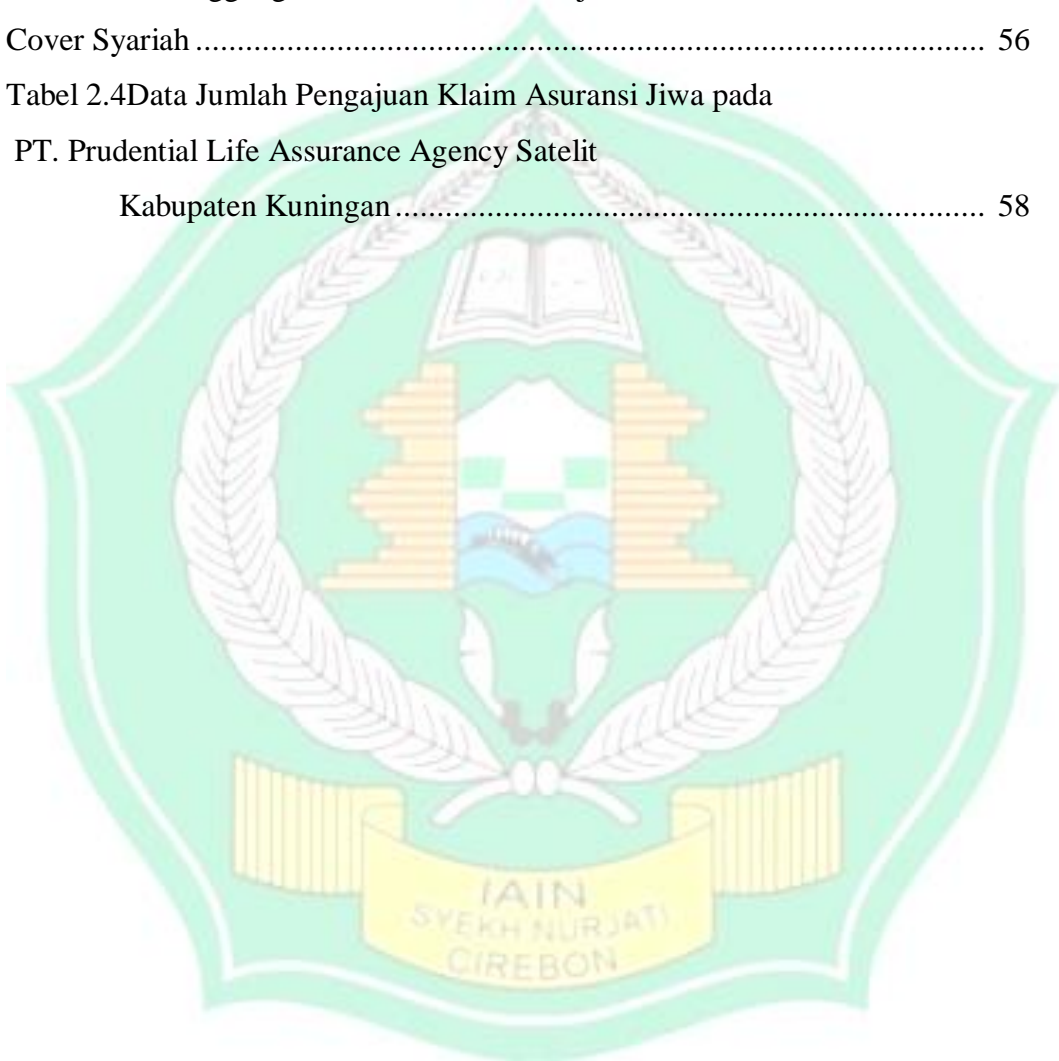 Cover Syariah ............................................................................................... 56
Tabel 2.4Data Jumlah Pengajuan Klaim Asuransi Jiwa pada
PT. Prudential Life Assurance Agency Satelit
Kabupaten Kuningan ....................................................................... 58
IAIN
SYEKH NURJATI
CIREBON